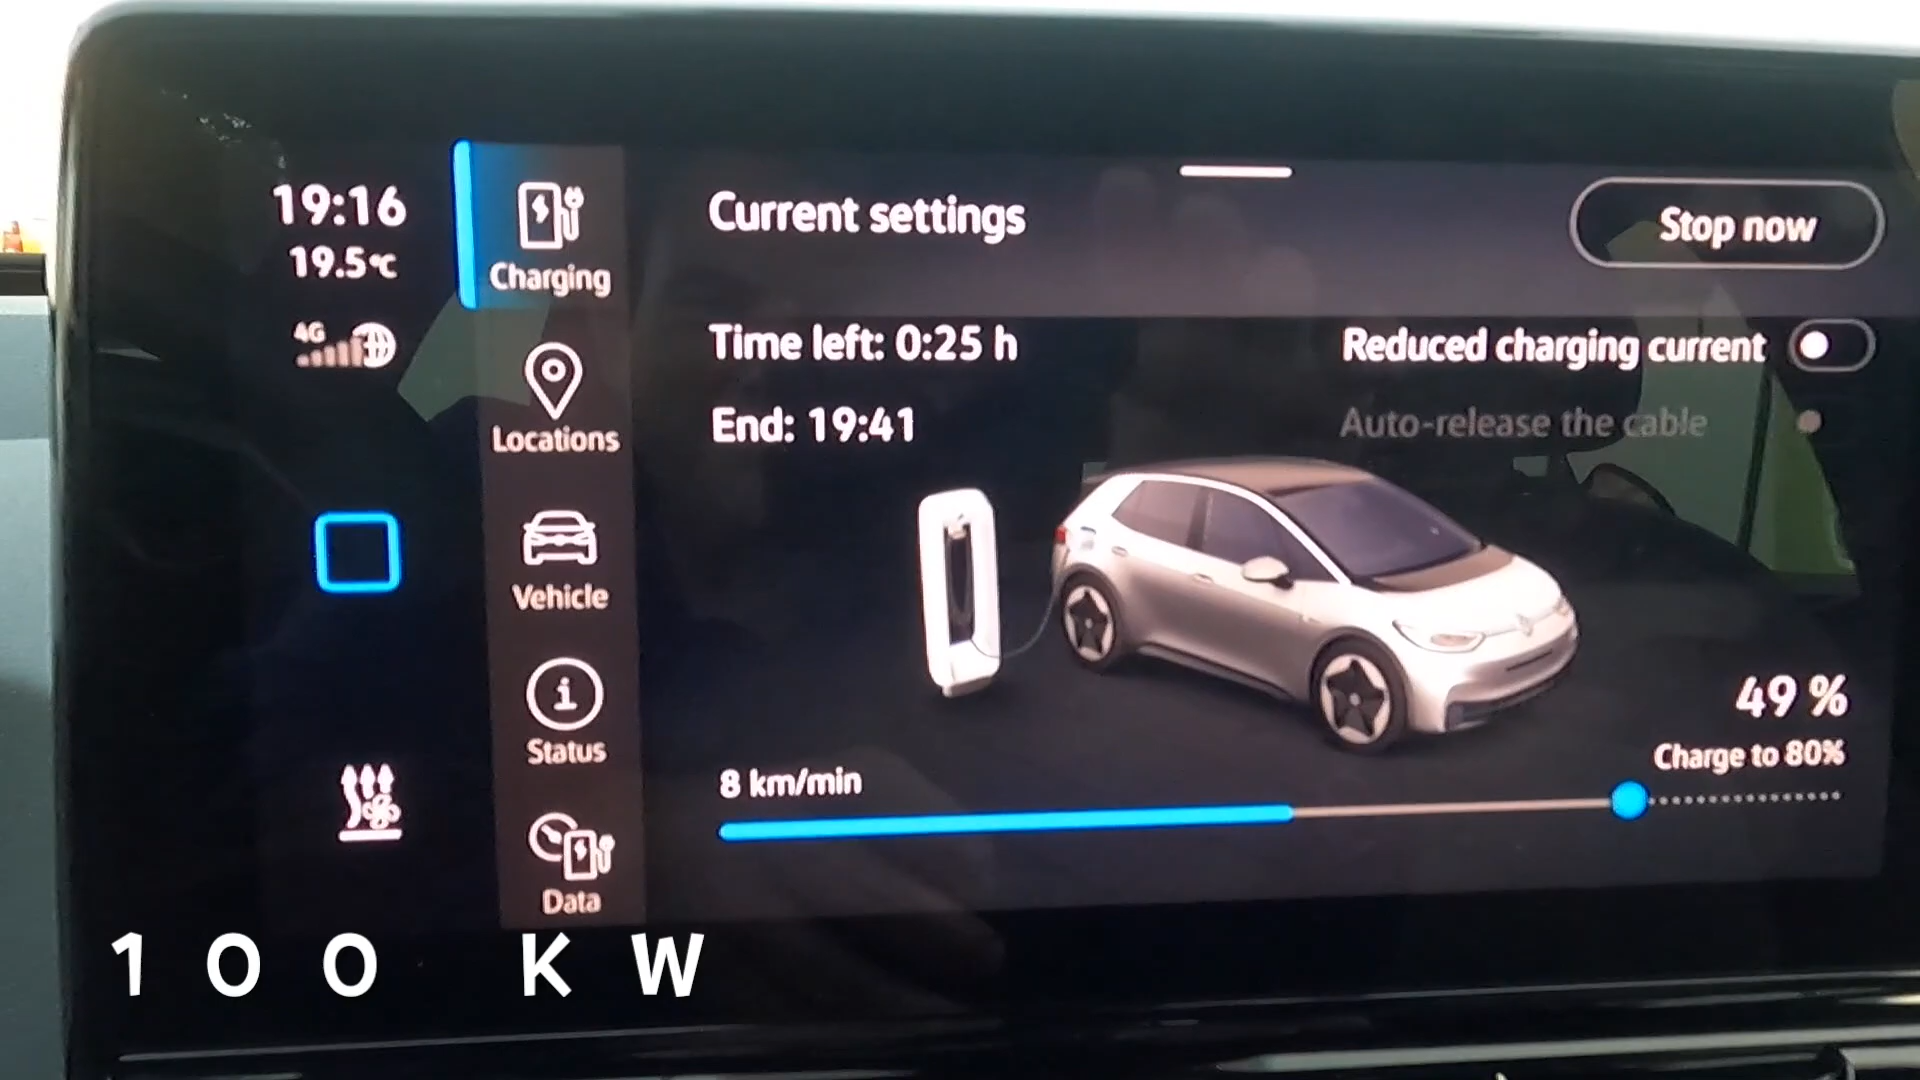 19:16
19.5°C
4G
Charging
Locations
Vehicle
Status
Data
Current settings
Stop now
Time left: 0:25 h
End: 19:41
Reduced charging current
Auto-release the cable
49 %
Charge to 80%
8 km/min
100 KW